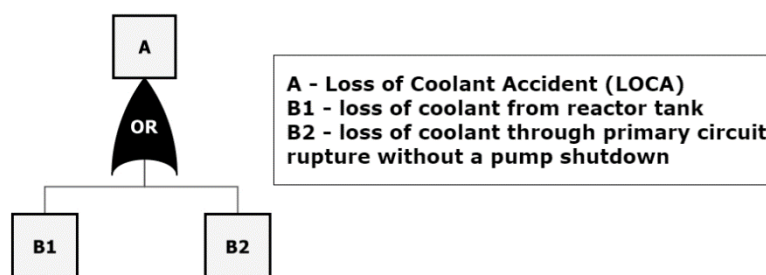 A
OR
B1
B2
A - Loss of Coolant Accident (LOCA)
B1 - loss of coolant from reactor tank
B2 - loss of coolant through primary circuit
rupture without a pump shutdown